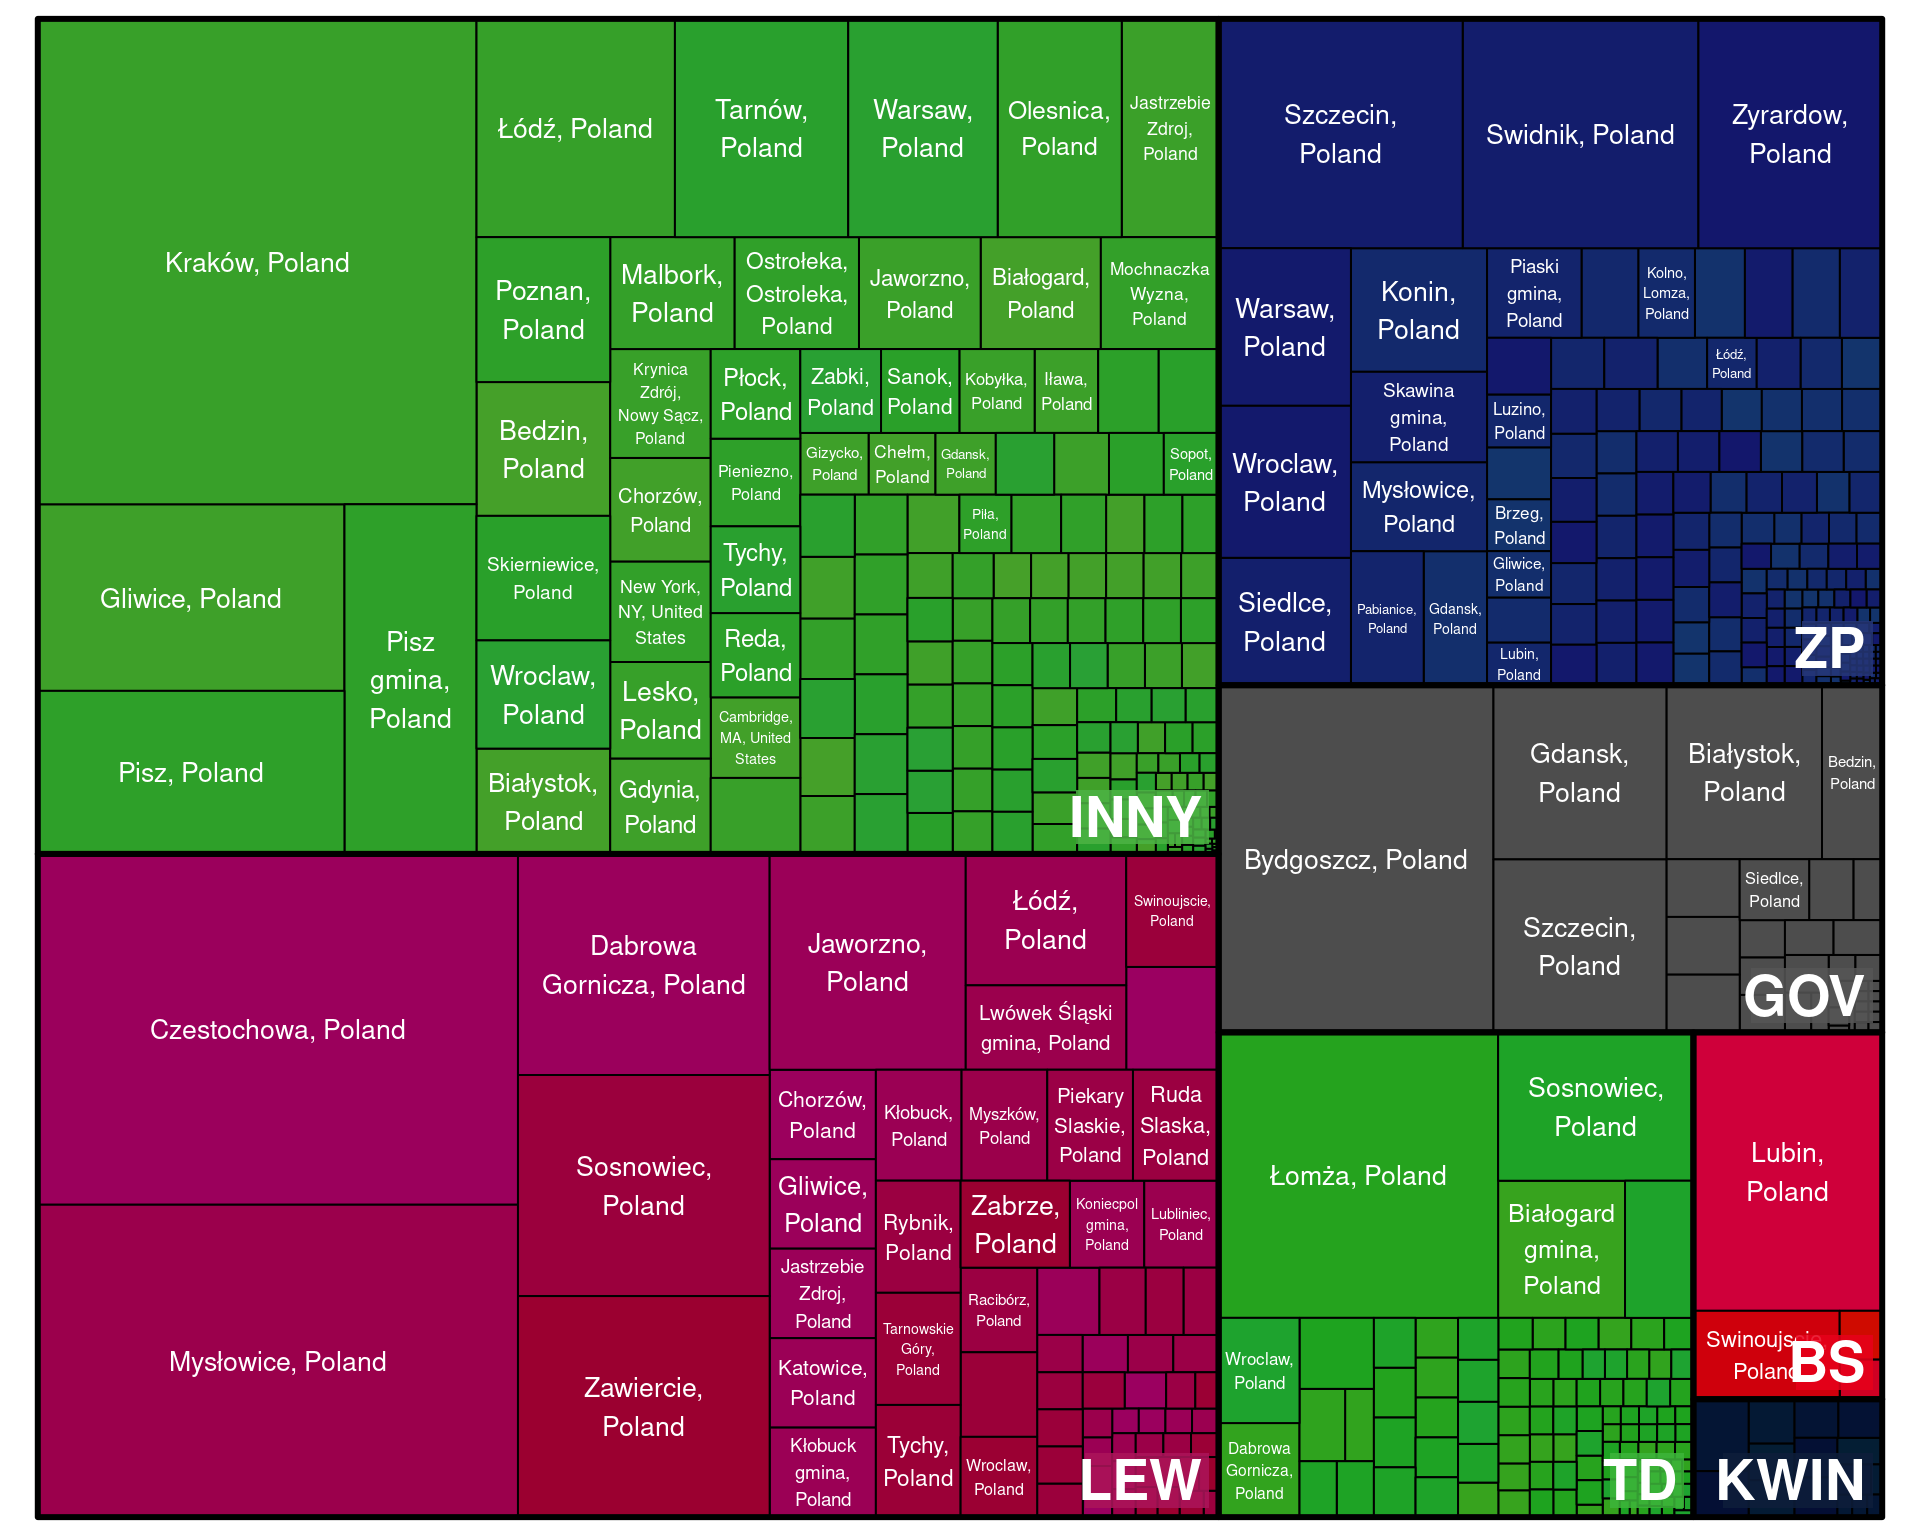 Kraków, Poland
Łódź, Poland
Tarnów,
Poland
Warsaw,
Poland
Olesnica,
Poland
Jastrzebie
Zdroj,
Poland
Poznan,
Poland
Malbork,
Poland
Ostrołeka,
Ostroleka,
Poland
Jaworzno,
Poland
Białogard,
Poland
Mochnaczka
Wyzna,
Poland
Bedzin,
Poland
Krynica
Zdrój,
Nowy Sącz,
Poland
Płock,
Poland
Zabki,
Poland
Sanok,
Poland
Kobyłka,
Poland
Iława,
Poland
Chorzów,
Poland
Pieniezno,
Poland
Gizycko,
Poland
Chełm,
Poland
Gdansk,
Poland
Sopot,
Poland
Piła,
Poland
Gliwice, Poland
Pisz
gmina,
Poland
Pisz, Poland
Skierniewice,
Poland
New York,
NY, United
States
Tychy,
Poland
Reda,
Poland
Wroclaw,
Poland
Lesko,
Poland
Cambridge,
MA, United
States
Białystok,
Poland
Gdynia,
Poland
INNY
Szczecin,
Poland
Swidnik, Poland
Zyrardow,
Poland
Warsaw,
Poland
Konin,
Poland
Piaski
gmina,
Poland
Kolno,
Lomza,
Poland
Łódź,
Poland
Skawina
gmina,
Poland
Luzino,
Poland
Wroclaw,
Poland
Mysłowice,
Poland
Brzeg,
Poland
Gliwice,
Poland
Siedlce,
Poland
Pabianice,
Poland
Gdansk,
Poland
Lubin,
Poland
ZP
Bydgoszcz, Poland
Gdansk,
Poland
Białystok,
Poland
Bedzin,
Poland
Szczecin,
Poland
Siedlce,
Poland
GOV
Czestochowa, Poland
Dabrowa
Gornicza, Poland
Jaworzno,
Poland
Łódź,
Poland
Swinoujscie,
Poland
Lwówek Śląski
gmina, Poland
Mysłowice, Poland
Sosnowiec,
Poland
Zawiercie,
Poland
Chorzów,
Poland
Kłobuck,
Poland
Myszków,
Poland
Piekary
Slaskie,
Poland
Ruda
Slaska,
Poland
Gliwice,
Poland
Rybnik,
Poland
Zabrze,
Poland
Koniecpol
gmina,
Poland
Lubliniec,
Poland
Jastrzebie
Zdroj,
Poland
Tarnowskie
Góry,
Poland
Racibórz,
Poland
Katowice,
Poland
Kłobuck
gmina,
Poland
Tychy,
Poland
Wroclaw,
Poland
LEW
Łomża, Poland
Sosnowiec,
Poland
Białogard
gmina,
Poland
Wroclaw,
Poland
Dabrowa
Gornicza,
Poland
TD
Lubin,
Poland
Swinoujscie
Poland
BS
KWIN